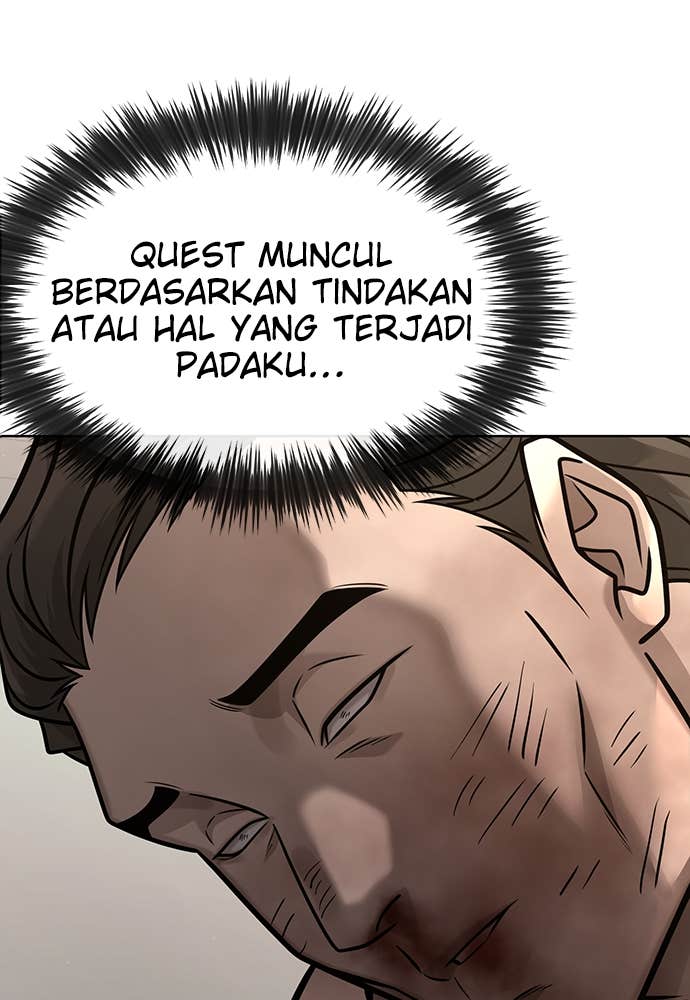 QUEST MUNCUL
BERDASARKAN TINDAKAN
ATAU HAL YANG TERJADI
PADAKU...